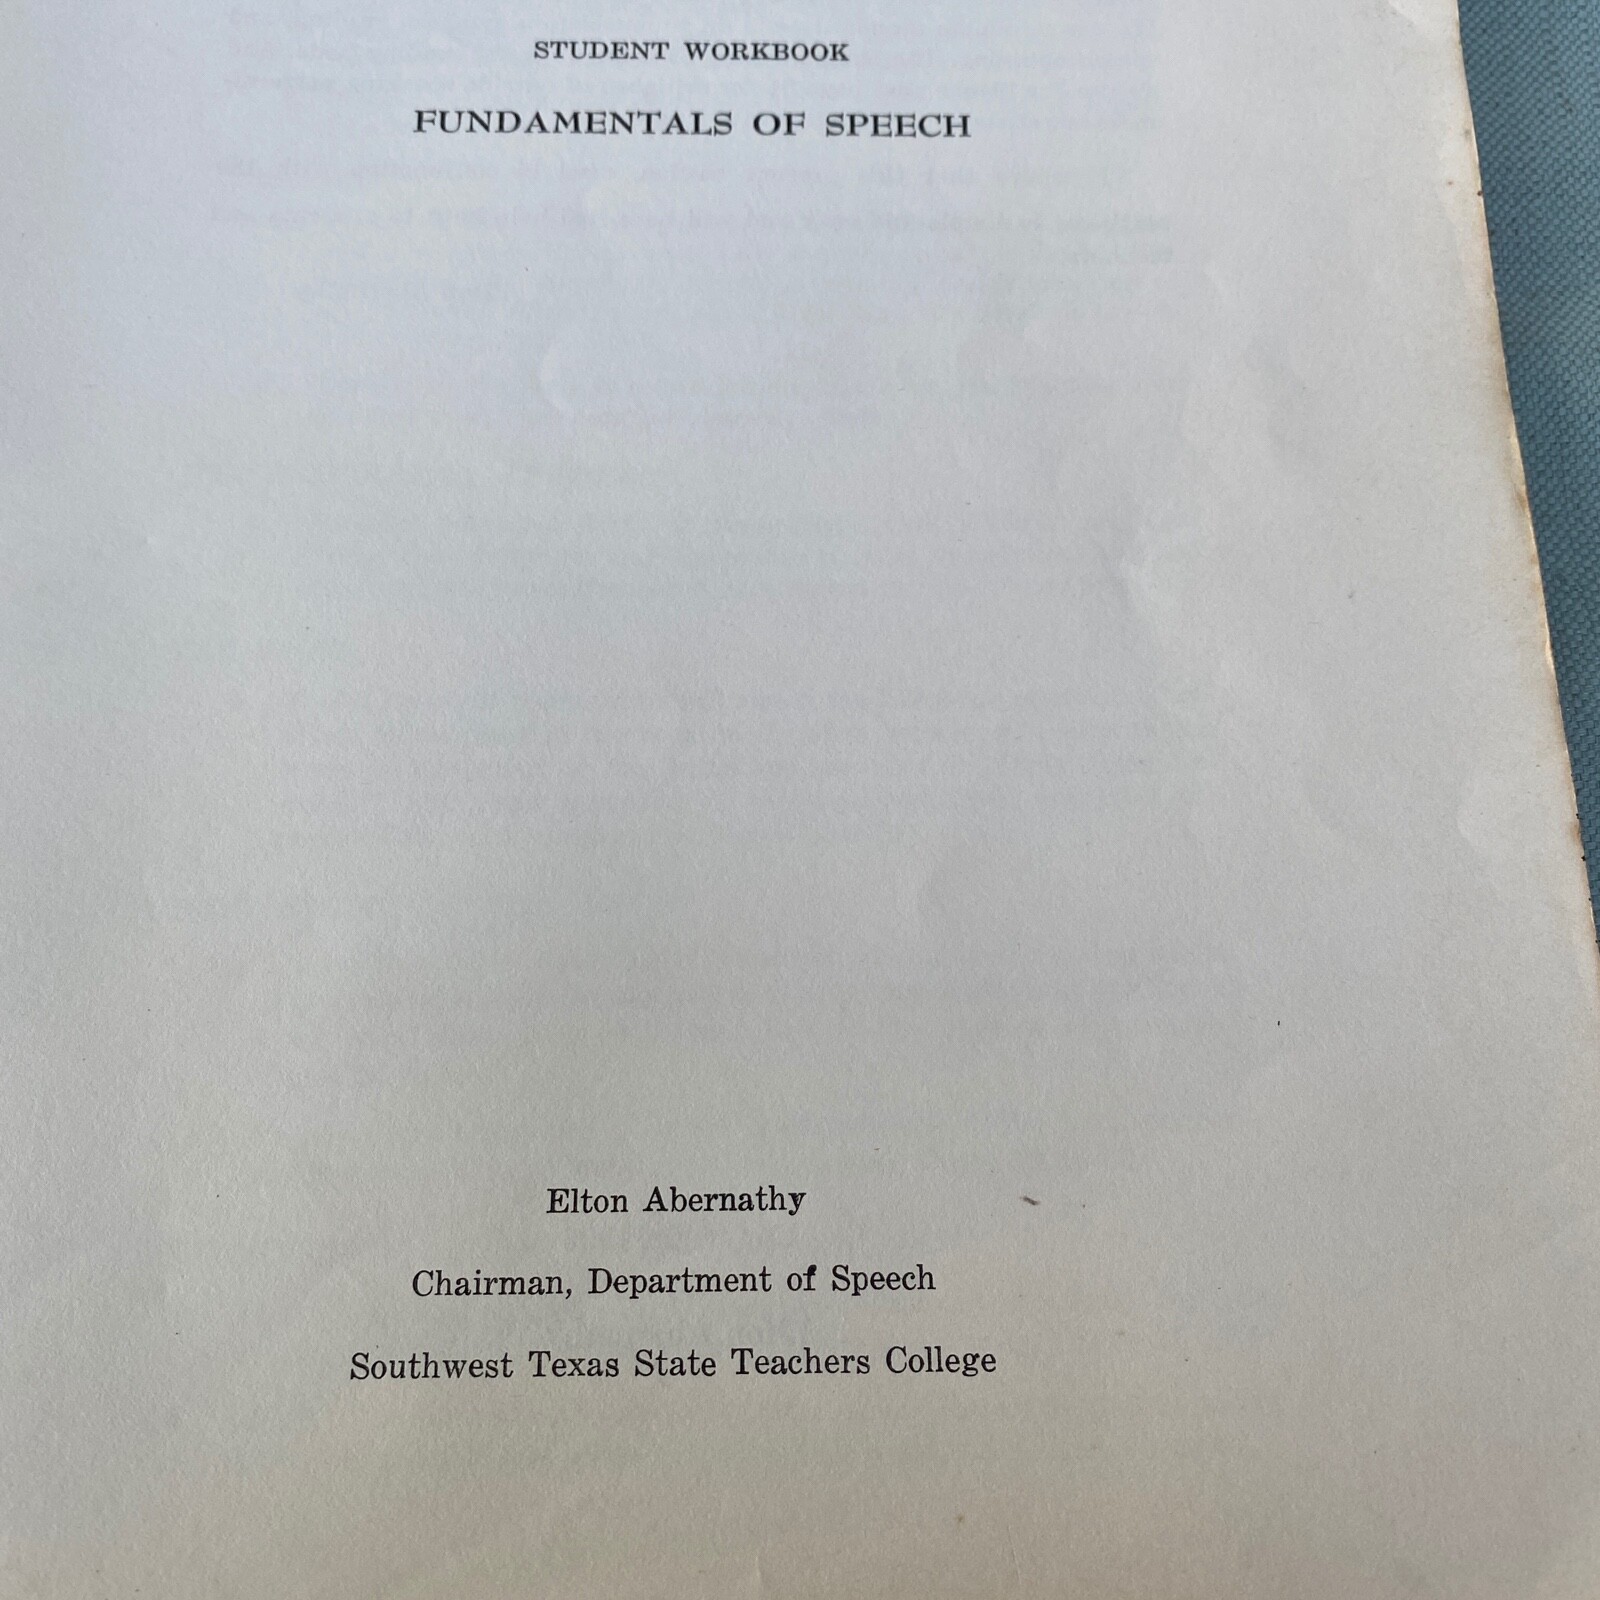 STUDENT WORKBOOK
FUNDAMENTALS OF SPEECH
Elton Abernathy
Chairman, Department of Speech
Southwest Texas State Teachers College